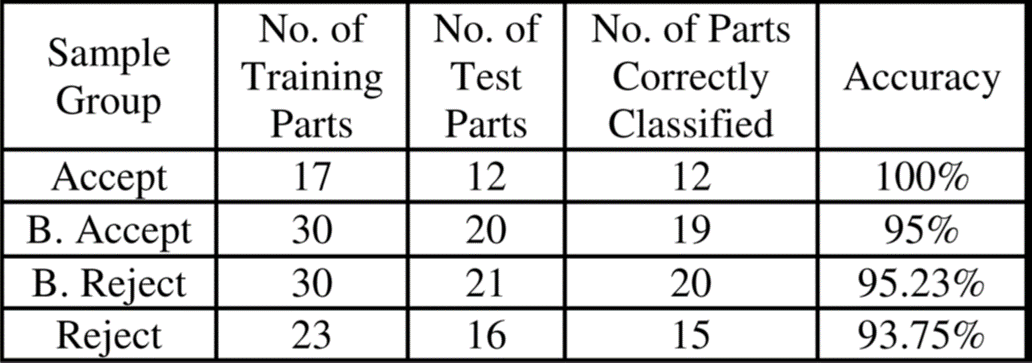 Sample Group | No. of Training Parts | No. of Test Parts | No. of Parts Correctly Classified | Accuracy
Accept | 17 | 12 | 12 | 100%
B. Accept | 30 | 20 | 19 | 95%
B. Reject | 30 | 21 | 20 | 95.23%
Reject | 23 | 16 | 15 | 93.75%